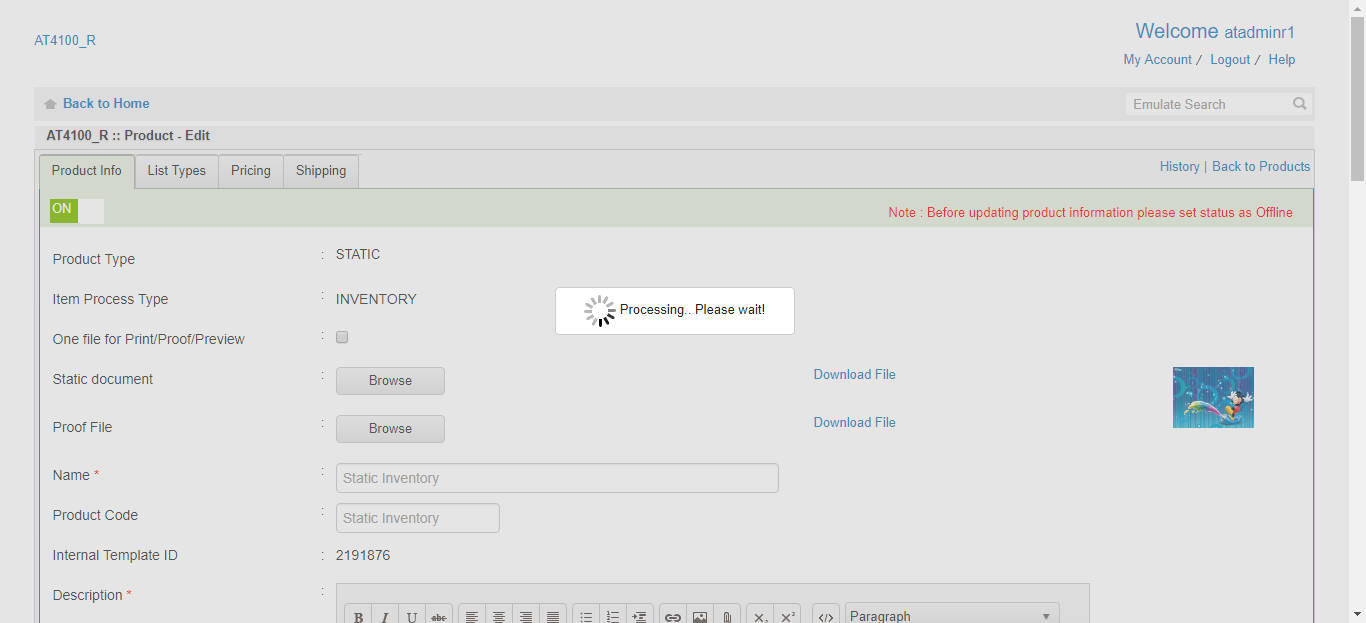 Welcome atadminr1
AT4100_R
My Account / Logout / Help
Back to Home
Emulate Search
AT4100_R :: Product - Edit
Product Info List Types Pricing Shipping
History | Back to Products
ON
Note : Before updating product information please set status as Offline
Product Type : STATIC
Item Process Type : INVENTORY
Processing.. Please wait!
One file for Print/Proof/Preview :
Static document : Browse Download File
Proof File : Browse Download File
Name * : Static Inventory
Product Code : Static Inventory
Internal Template ID : 2191876
Description * :
B I U abc X, X² </> Paragraph